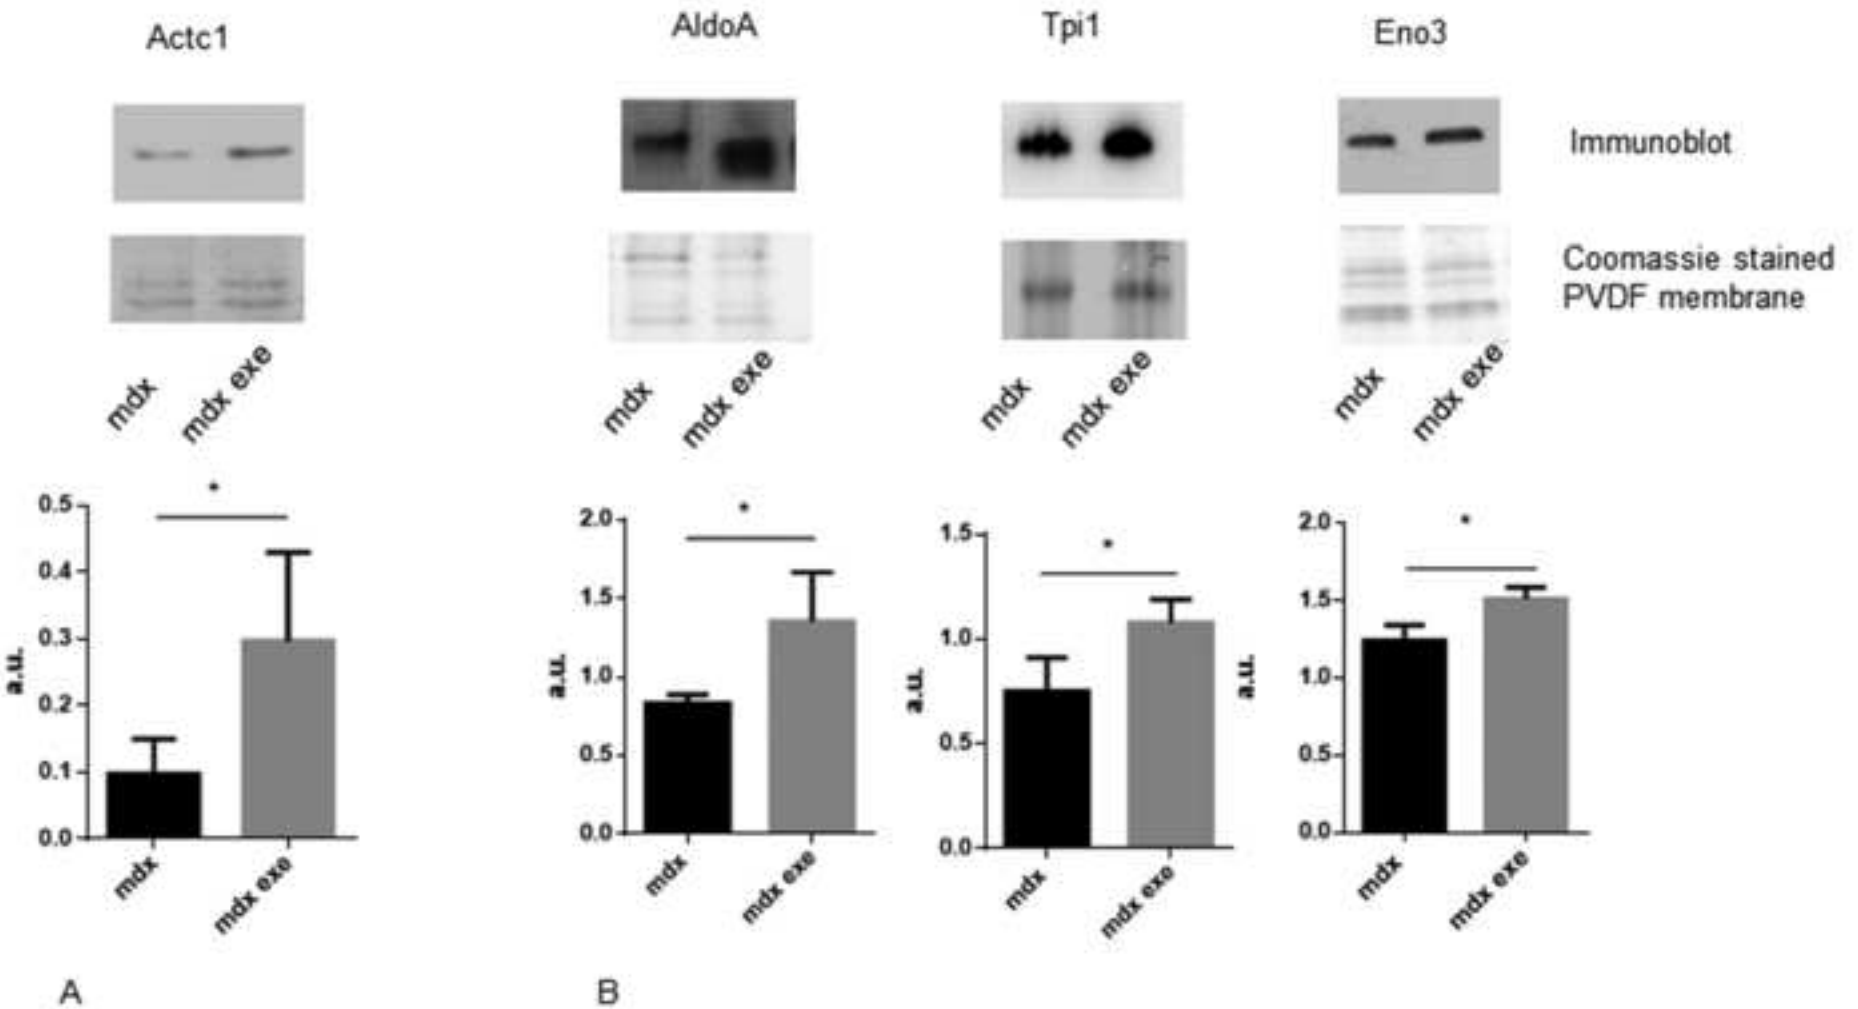 Actc1
AldoA
Tpi1
Eno3
Immunoblot
Coomassie stained
PVDF membrane
mdx
mdx exe
mdx
mdx exe
mdx
mdx exe
mdx
mdx exe
*
0.5
0.4
0.3
0.2
0.1
0.0
a.u.
mdx
mdx exe
*
2.0
1.5
1.0
0.5
0.0
a.u.
mdx
mdx exe
*
1.5
1.0
0.5
0.0
a.u.
mdx
mdx exe
*
2.0
1.5
1.0
0.5
0.0
a.u.
mdx
mdx exe
A
B